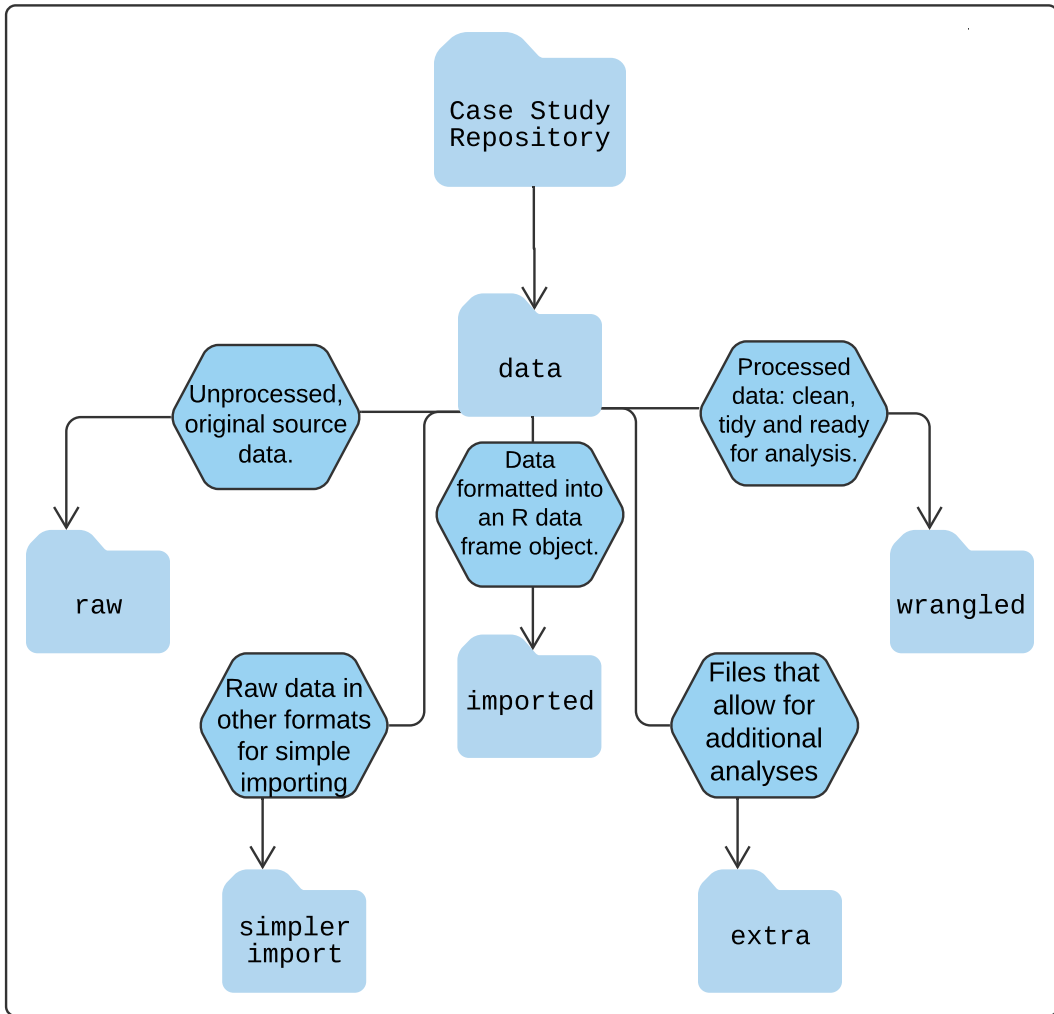 Case Study
Repository
data
Unprocessed,
original source
data.
Data
formatted into
an R data
frame object.
Processed
data: clean,
tidy and ready
for analysis.
raw
imported
wrangled
Raw data in
other formats
for simple
importing
Files that
allow for
additional
analyses
simpler
import
extra